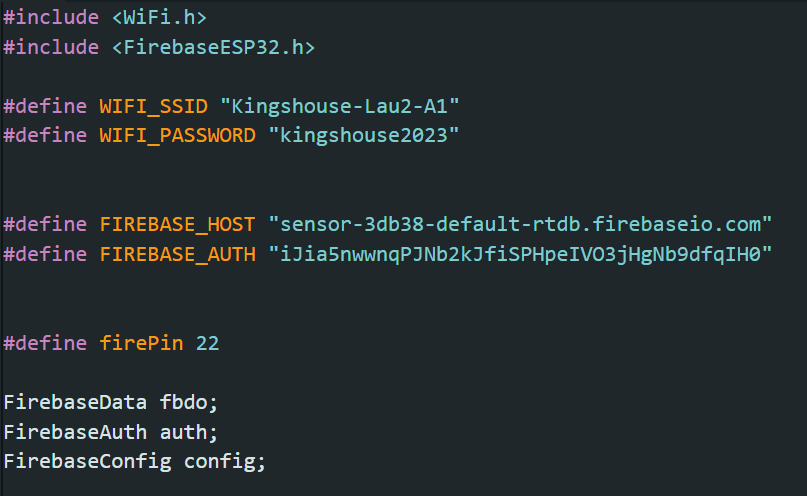 #include <WiFi.h>
#include <FirebaseESP32.h>
#define WIFI_SSID "Kingshouse-Lau2-A1"
#define WIFI_PASSWORD "kingshouse2023"
#define FIREBASE_HOST "sensor-3db38-default-rtdb.firebaseio.com"
#define FIREBASE_AUTH "iJia5nwwnqPJNb2kJfiSPHpeIVO3jHgNb9dfqIH0"
#define firePin 22
FirebaseData fbdo;
FirebaseAuth auth;
FirebaseConfig config;